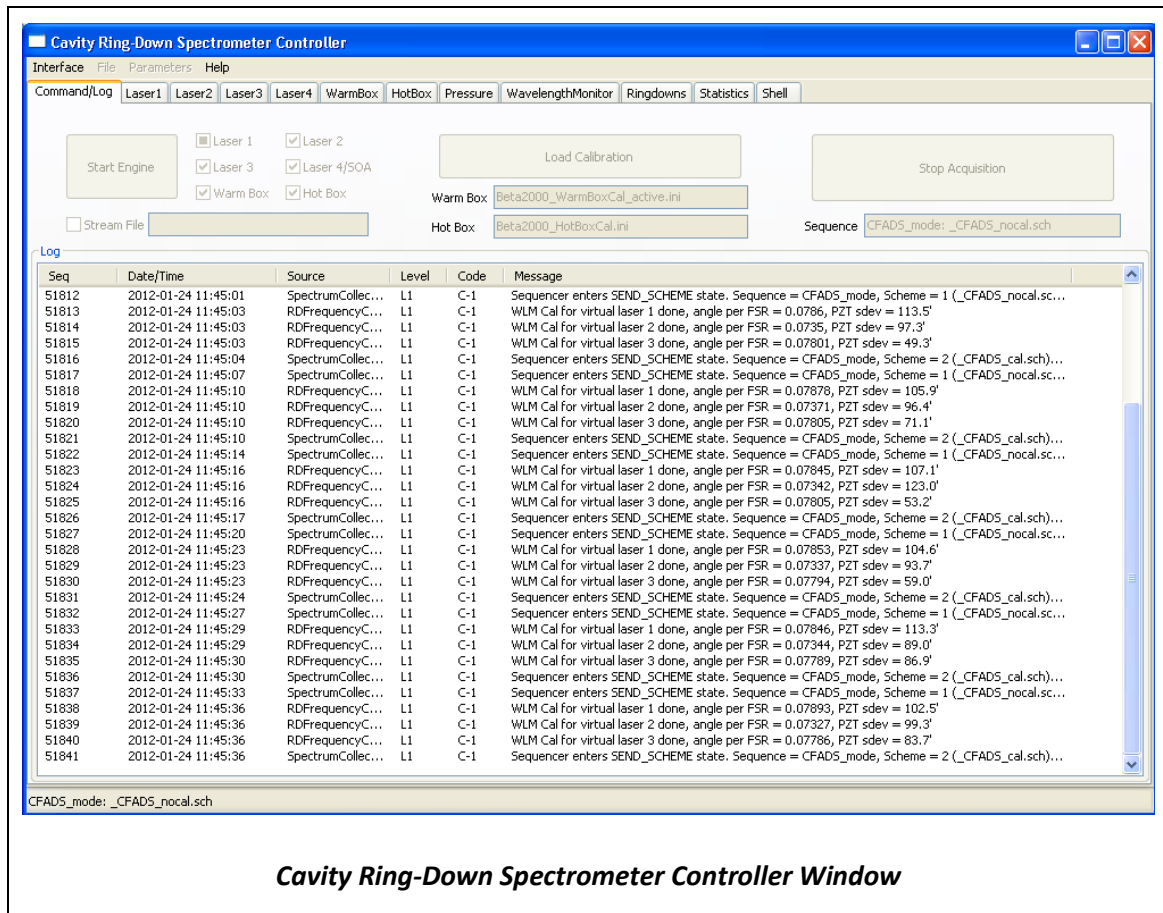 Cavity Ring-Down Spectrometer Controller
Interface File Parameters Help
Command/Log Laser1 Laser2 Laser3 Laser4 WarmBox HotBox Pressure WavelengthMonitor Ringdowns Statistics Shell
Start Engine
Laser 1 Laser 2
Laser 3 Laser 4/SOA
Warm Box Hot Box
Stream File
Load Calibration
Warm Box Beta2000_WarmBoxCal_active.ini
Hot Box Beta2000_HotBoxCal.ini
Stop Acquisition
Sequence CFADS_mode: _CFADS_nocal.sch
Log
Seq Date/Time Source Level Code Message
51812 2012-01-24 11:45:01 SpectrumCollec... L1 C-1 Sequencer enters SEND_SCHEME state. Sequence = CFADS_mode, Scheme = 1 (_CFADS_nocal.sc...
51813 2012-01-24 11:45:03 RDFrequencyC... L1 C-1 WLM Cal for virtual laser 1 done, angle per FSR = 0.0786, PZT sdev = 113.5'
51814 2012-01-24 11:45:03 RDFrequencyC... L1 C-1 WLM Cal for virtual laser 2 done, angle per FSR = 0.0735, PZT sdev = 97.3'
51815 2012-01-24 11:45:03 RDFrequencyC... L1 C-1 WLM Cal for virtual laser 3 done, angle per FSR = 0.07801, PZT sdev = 49.3'
51816 2012-01-24 11:45:04 SpectrumCollec... L1 C-1 Sequencer enters SEND_SCHEME state. Sequence = CFADS_mode, Scheme = 2 (_CFADS_cal.sch)...
51817 2012-01-24 11:45:07 SpectrumCollec... L1 C-1 Sequencer enters SEND_SCHEME state. Sequence = CFADS_mode, Scheme = 1 (_CFADS_nocal.sc...
51818 2012-01-24 11:45:10 RDFrequencyC... L1 C-1 WLM Cal for virtual laser 1 done, angle per FSR = 0.07878, PZT sdev = 105.9'
51819 2012-01-24 11:45:10 RDFrequencyC... L1 C-1 WLM Cal for virtual laser 2 done, angle per FSR = 0.07371, PZT sdev = 96.4'
51820 2012-01-24 11:45:10 RDFrequencyC... L1 C-1 WLM Cal for virtual laser 3 done, angle per FSR = 0.07805, PZT sdev = 71.1'
51821 2012-01-24 11:45:10 SpectrumCollec... L1 C-1 Sequencer enters SEND_SCHEME state. Sequence = CFADS_mode, Scheme = 2 (_CFADS_cal.sch)...
51822 2012-01-24 11:45:14 SpectrumCollec... L1 C-1 Sequencer enters SEND_SCHEME state. Sequence = CFADS_mode, Scheme = 1 (_CFADS_nocal.sc...
51823 2012-01-24 11:45:16 RDFrequencyC... L1 C-1 WLM Cal for virtual laser 1 done, angle per FSR = 0.07845, PZT sdev = 107.1'
51824 2012-01-24 11:45:16 RDFrequencyC... L1 C-1 WLM Cal for virtual laser 2 done, angle per FSR = 0.07342, PZT sdev = 123.0'
51825 2012-01-24 11:45:16 RDFrequencyC... L1 C-1 WLM Cal for virtual laser 3 done, angle per FSR = 0.07805, PZT sdev = 53.2'
51826 2012-01-24 11:45:17 SpectrumCollec... L1 C-1 Sequencer enters SEND_SCHEME state. Sequence = CFADS_mode, Scheme = 2 (_CFADS_cal.sch)...
51827 2012-01-24 11:45:20 SpectrumCollec... L1 C-1 Sequencer enters SEND_SCHEME state. Sequence = CFADS_mode, Scheme = 1 (_CFADS_nocal.sc...
51828 2012-01-24 11:45:23 RDFrequencyC... L1 C-1 WLM Cal for virtual laser 1 done, angle per FSR = 0.07853, PZT sdev = 104.6'
51829 2012-01-24 11:45:23 RDFrequencyC... L1 C-1 WLM Cal for virtual laser 2 done, angle per FSR = 0.07337, PZT sdev = 93.7'
51830 2012-01-24 11:45:23 RDFrequencyC... L1 C-1 WLM Cal for virtual laser 3 done, angle per FSR = 0.07794, PZT sdev = 59.0'
51831 2012-01-24 11:45:24 SpectrumCollec... L1 C-1 Sequencer enters SEND_SCHEME state. Sequence = CFADS_mode, Scheme = 2 (_CFADS_cal.sch)...
51832 2012-01-24 11:45:27 SpectrumCollec... L1 C-1 Sequencer enters SEND_SCHEME state. Sequence = CFADS_mode, Scheme = 1 (_CFADS_nocal.sc...
51833 2012-01-24 11:45:29 RDFrequencyC... L1 C-1 WLM Cal for virtual laser 1 done, angle per FSR = 0.07846, PZT sdev = 113.3'
51834 2012-01-24 11:45:29 RDFrequencyC... L1 C-1 WLM Cal for virtual laser 2 done, angle per FSR = 0.07344, PZT sdev = 89.0'
51835 2012-01-24 11:45:30 RDFrequencyC... L1 C-1 WLM Cal for virtual laser 3 done, angle per FSR = 0.07789, PZT sdev = 86.9'
51836 2012-01-24 11:45:30 SpectrumCollec... L1 C-1 Sequencer enters SEND_SCHEME state. Sequence = CFADS_mode, Scheme = 2 (_CFADS_cal.sch)...
51837 2012-01-24 11:45:33 SpectrumCollec... L1 C-1 Sequencer enters SEND_SCHEME state. Sequence = CFADS_mode, Scheme = 1 (_CFADS_nocal.sc...
51838 2012-01-24 11:45:36 RDFrequencyC... L1 C-1 WLM Cal for virtual laser 1 done, angle per FSR = 0.07893, PZT sdev = 102.5'
51839 2012-01-24 11:45:36 RDFrequencyC... L1 C-1 WLM Cal for virtual laser 2 done, angle per FSR = 0.07327, PZT sdev = 99.3'
51840 2012-01-24 11:45:36 RDFrequencyC... L1 C-1 WLM Cal for virtual laser 3 done, angle per FSR = 0.07786, PZT sdev = 83.7'
51841 2012-01-24 11:45:36 SpectrumCollec... L1 C-1 Sequencer enters SEND_SCHEME state. Sequence = CFADS_mode, Scheme = 2 (_CFADS_cal.sch)...
CFADS_mode: _CFADS_nocal.sch
Cavity Ring-Down Spectrometer Controller Window